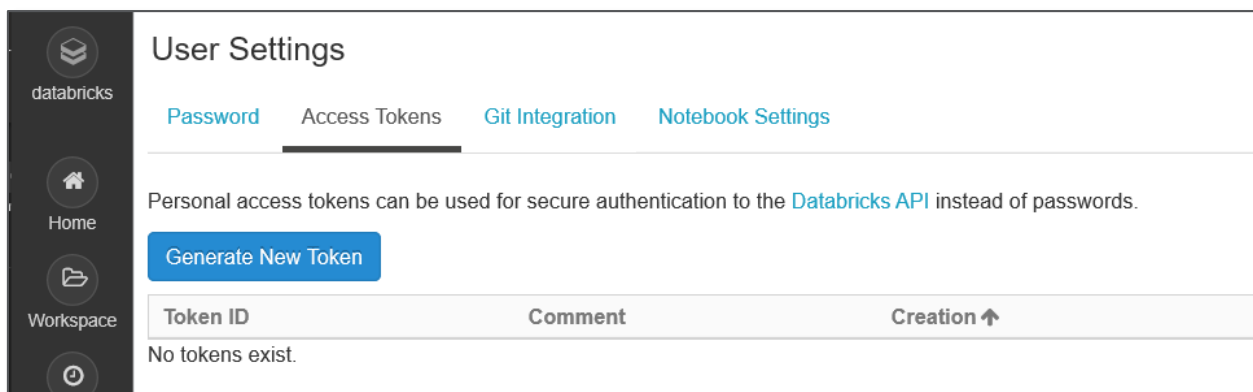 databricks
Home
Workspace
User Settings
Password Access Tokens Git Integration Notebook Settings
Personal access tokens can be used for secure authentication to the Databricks API instead of passwords.
Generate New Token
Token ID Comment Creation
No tokens exist.